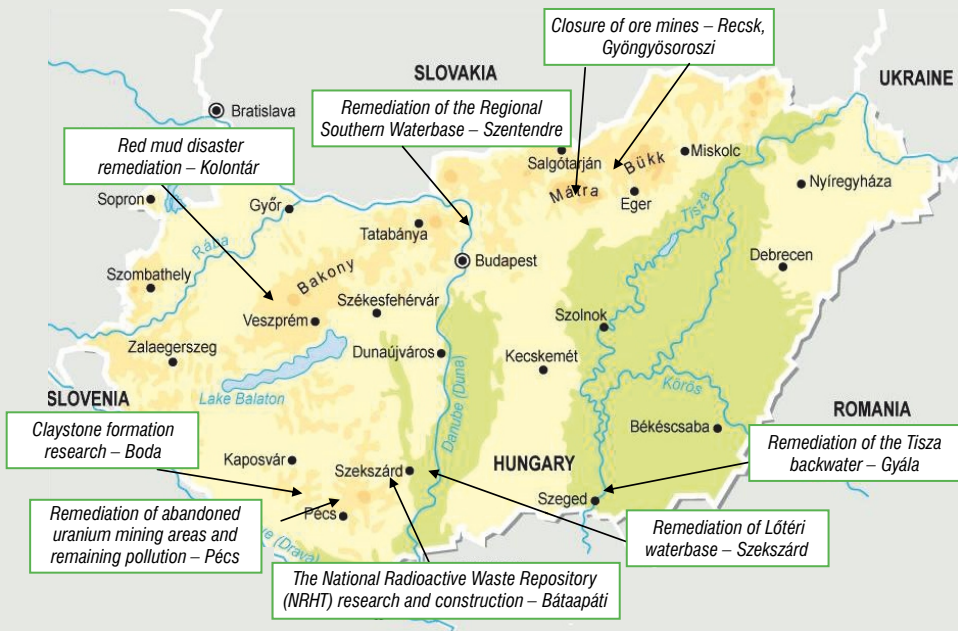 Closure of ore mines – Recsk,
Gyöngyösoroszi
SLOVAKIA
UKRAINE
Bratislava
Remediation of the Regional
Southern Waterbase – Szentendre
Red mud disaster
remediation – Kolontár
Salgótarján
Miskolc
Bükk
Mátra
Eger
Nyíregyháza
Sopron
Győr
Tatabánya
Tisza
Rába
Budapest
Debrecen
Bakony
Szombathely
Székesfehérvár
Veszprém
Szolnok
Zalaegerszeg
Dunaújváros
Kecskemét
Lake Balaton
Danube (Duna)
Körös
SLOVENIA
ROMANIA
Claystone formation
research – Boda
Békéscsaba
Remediation of the Tisza
backwater – Gyála
Kaposvár
Szekszárd
HUNGARY
Szeged
Remediation of abandoned
uranium mining areas and
remaining pollution – Pécs
Pécs
(Drava)
Remediation of Lőtéri
waterbase – Szekszárd
The National Radioactive Waste Repository
(NRHT) research and construction – Bátaapáti